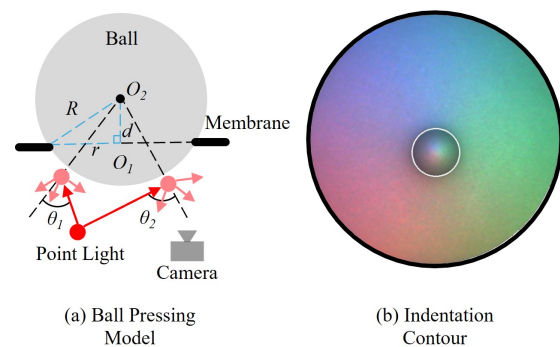 Ball
O₂
R
d
Membrane
r
O₁
θ₁
θ₂
Point Light
Camera
(a) Ball Pressing
Model
(b) Indentation
Contour